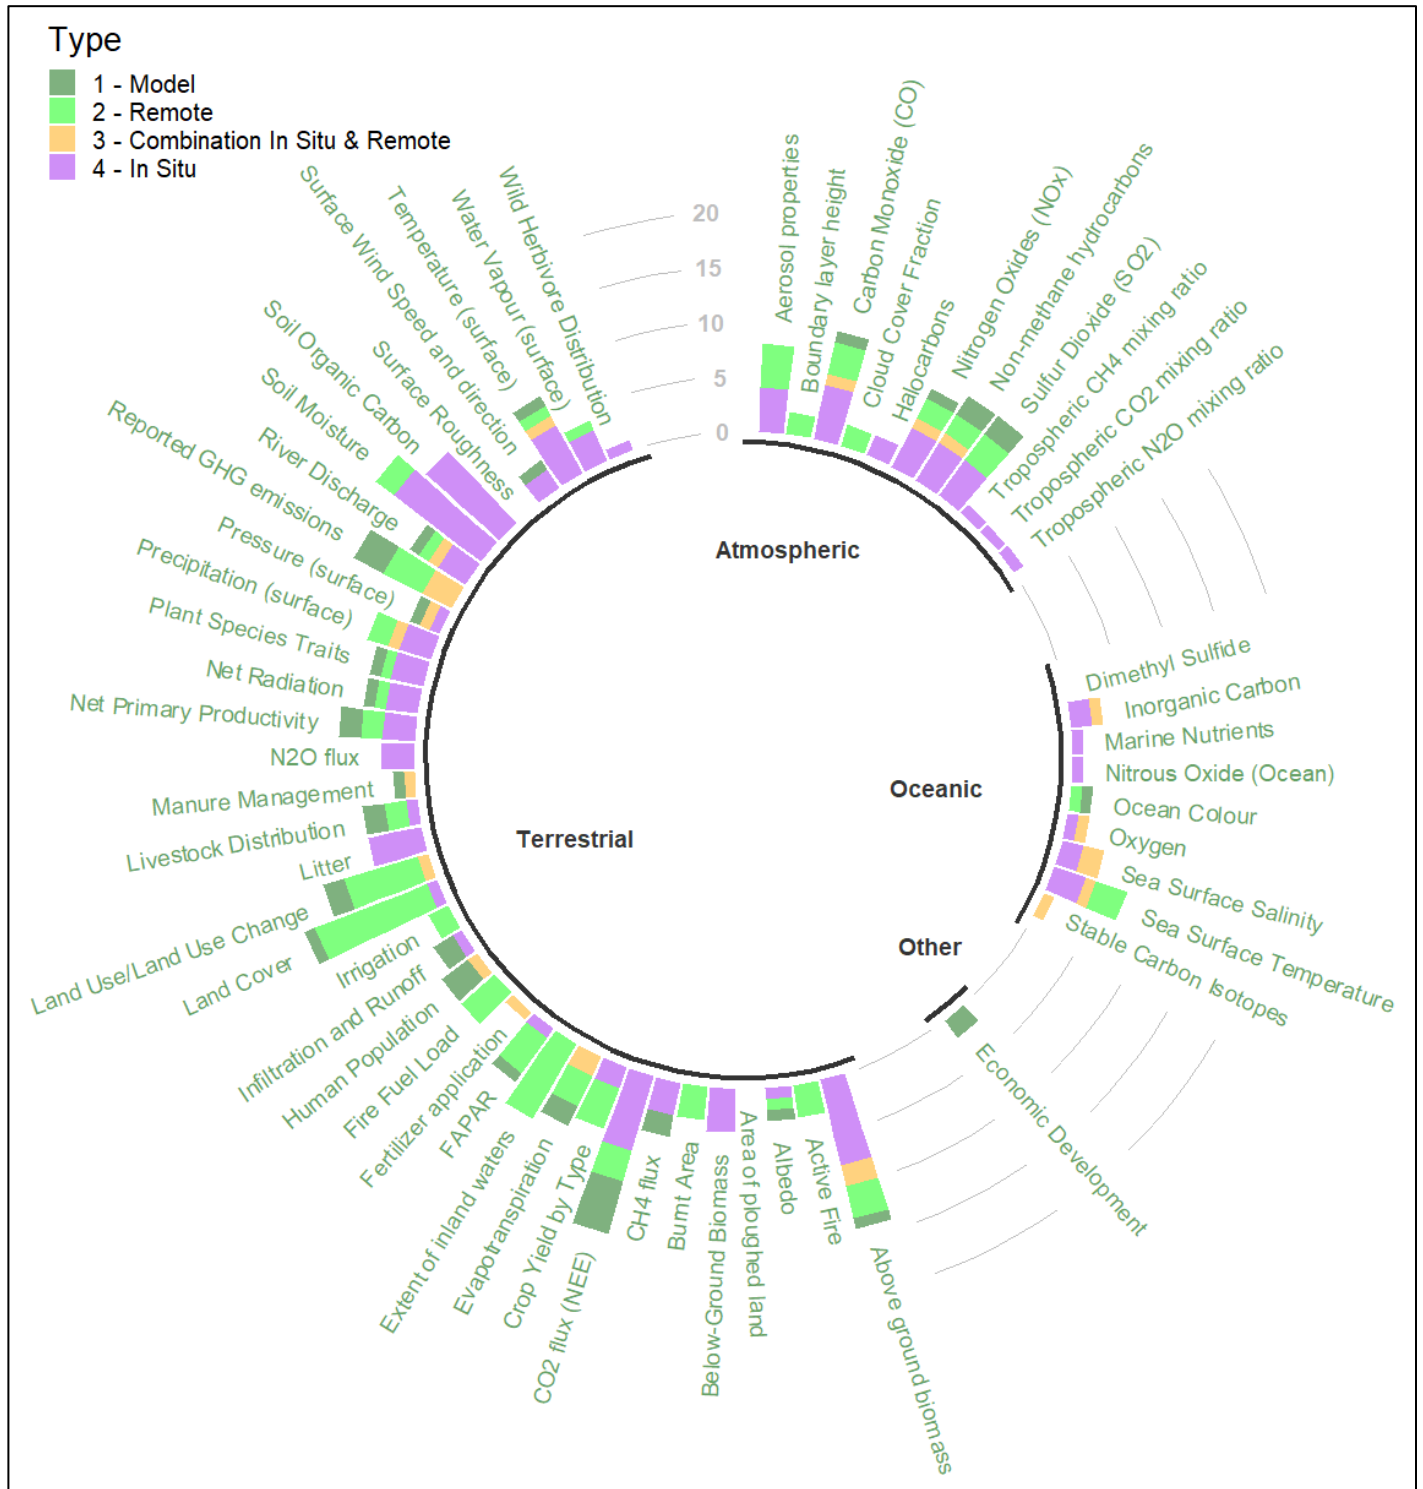 Type
1 - Model
2 - Remote
3 - Combination In Situ & Remote
4 - In Situ
20
15
10
5
0
Aerosol properties
Boundary layer height
Carbon Monoxide (CO)
Cloud Cover Fraction
Halocarbons
Nitrogen Oxides (NOx)
Non-methane hydrocarbons
Sulfur Dioxide (SO2)
Tropospheric CH4 mixing ratio
Tropospheric CO2 mixing ratio
Tropospheric N2O mixing ratio
Atmospheric
Dimethyl Sulfide
Inorganic Carbon
Marine Nutrients
Nitrous Oxide (Ocean)
Ocean Colour
Oxygen
Sea Surface Salinity
Sea Surface Temperature
Stable Carbon Isotopes
Oceanic
Other
Economic Development
Terrestrial
Above ground biomass
Active Fire
Albedo
Area of ploughed land
Below-Ground Biomass
Burnt Area
CH4 flux
CO2 flux (NEE)
Crop Yield by Type
Evapotranspiration
Extent of inland waters
FAPAR
Fertilizer application
Fire Fuel Load
Human Population
Infiltration and Runoff
Irrigation
Land Cover
Land Use/Land Use Change
Litter
Livestock Distribution
Manure Management
N2O flux
Net Primary Productivity
Net Radiation
Plant Species Traits
Precipitation (surface)
Pressure (surface)
Reported GHG emissions
River Discharge
Soil Moisture
Soil Organic Carbon
Surface Roughness
Surface Wind Speed and direction
Temperature (surface)
Water Vapour (surface)
Wild Herbivore Distribution